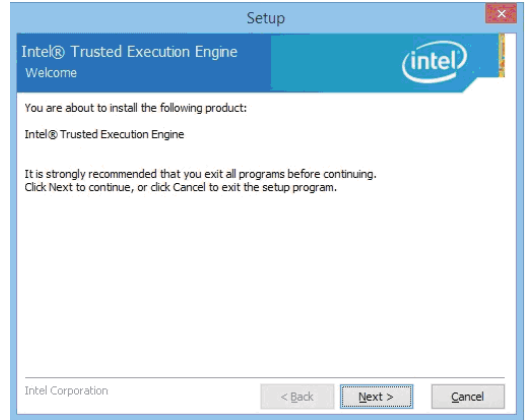 Setup
Intel® Trusted Execution Engine
Welcome
intel
You are about to install the following product:
Intel® Trusted Execution Engine
It is strongly recommended that you exit all programs before continuing.
Click Next to continue, or click Cancel to exit the setup program.
Intel Corporation
< Back
Next >
Cancel